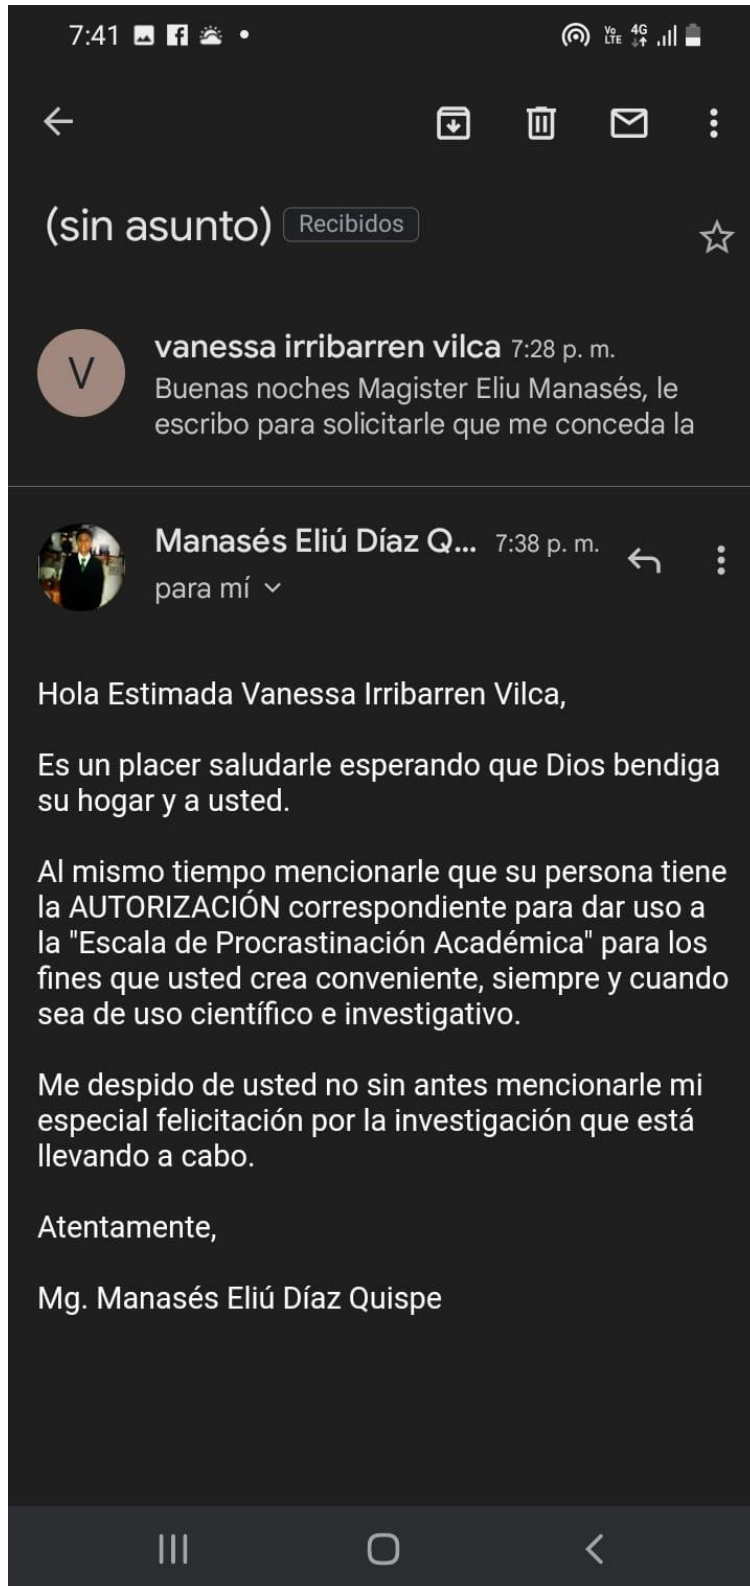 7:41
Vo LTE 4G
(sin asunto) Recibidos
vanessa irribarren vilca 7:28 p. m.
Buenas noches Magister Eliu Manasés, le
escribo para solicitarle que me conceda la
V
Manasés Eliú Díaz Q... 7:38 p. m.
para mí
Hola Estimada Vanessa Irribarren Vilca,
Es un placer saludarle esperando que Dios bendiga
su hogar y a usted.
Al mismo tiempo mencionarle que su persona tiene
la AUTORIZACIÓN correspondiente para dar uso a
la "Escala de Procrastinación Académica" para los
fines que usted crea conveniente, siempre y cuando
sea de uso científico e investigativo.
Me despido de usted no sin antes mencionarle mi
especial felicitación por la investigación que está
llevando a cabo.
Atentamente,
Mg. Manasés Eliú Díaz Quispe